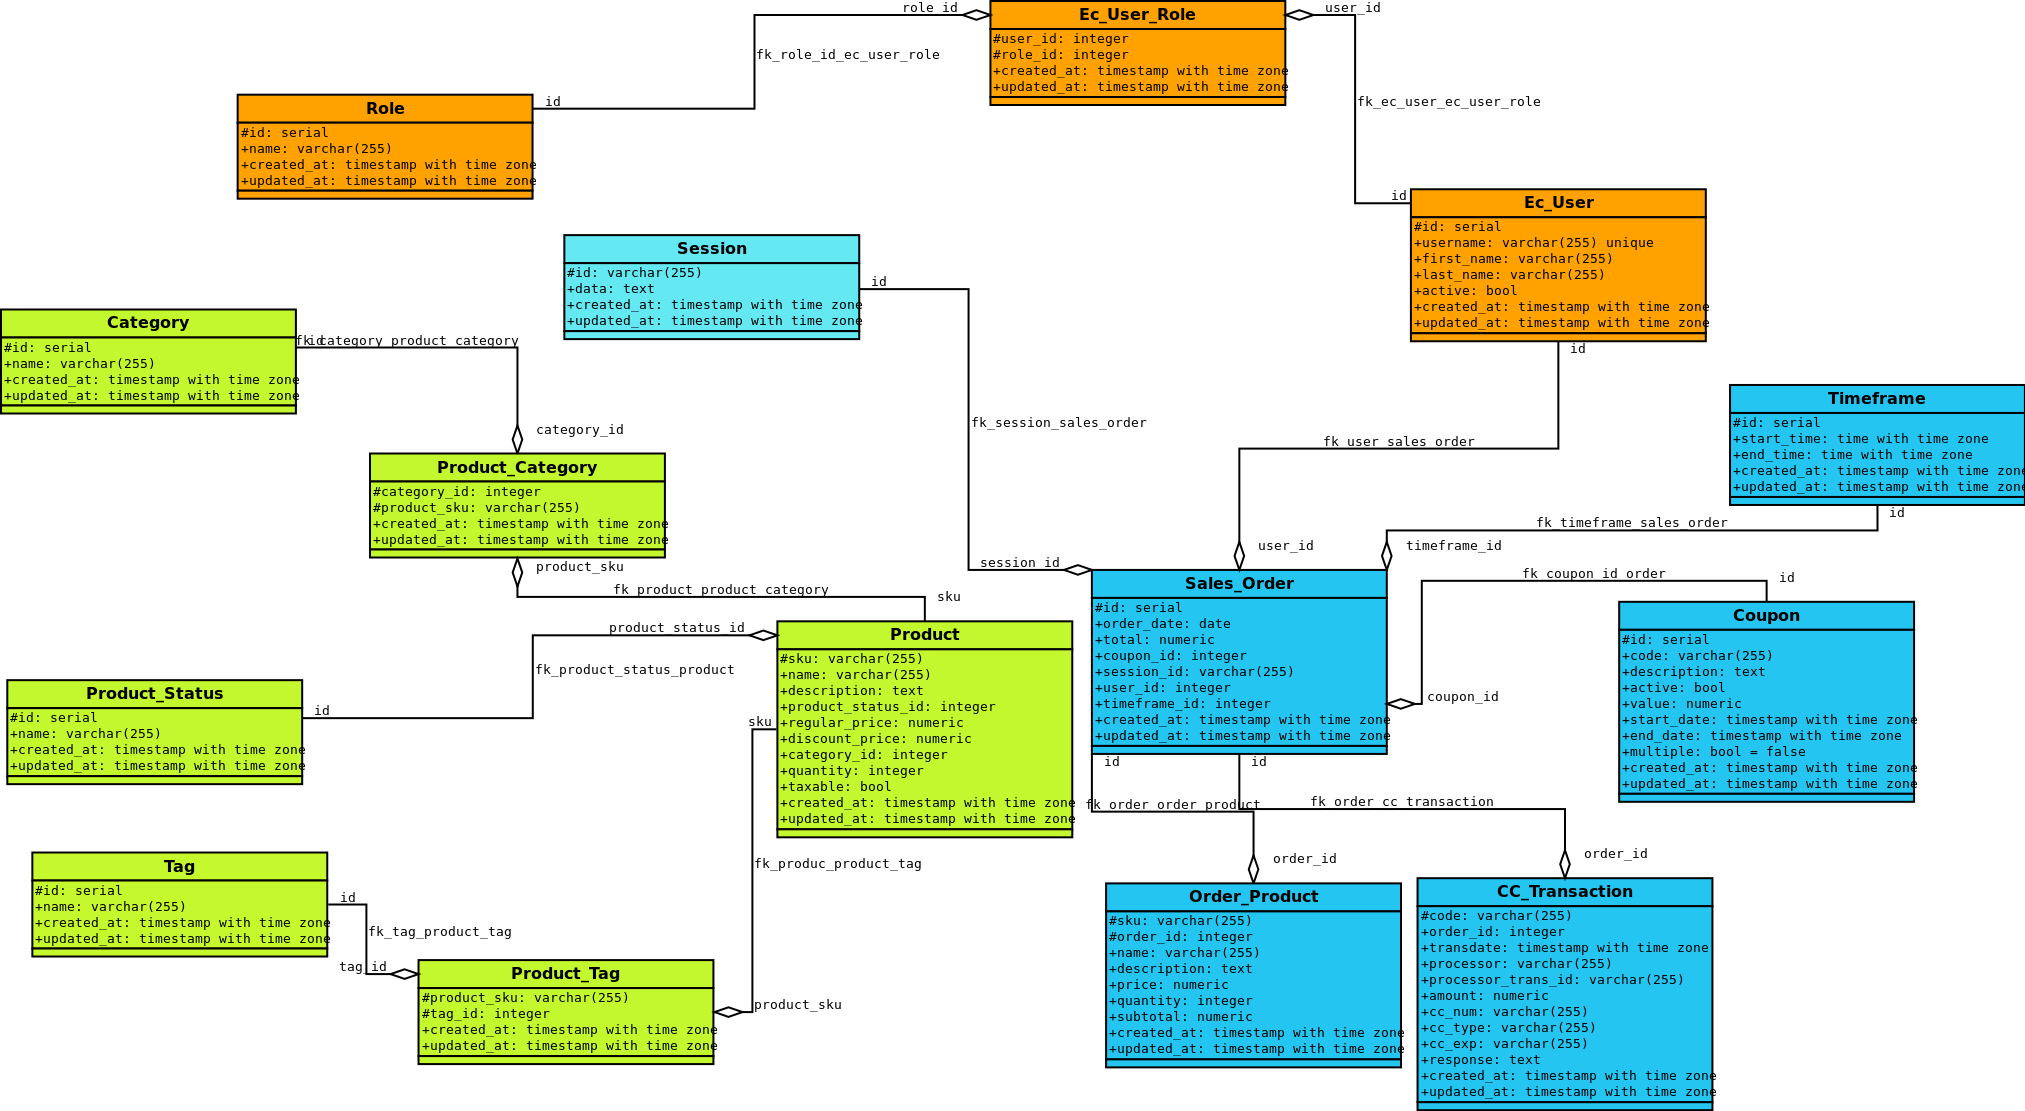 role_id
Ec_User_Role
user_id
#user_id: integer
#role_id: integer
+created_at: timestamp with time zone
+updated_at: timestamp with time zone
fk_role_id_ec_user_role
fk_ec_user_ec_user_role
id
Role
#id: serial
+name: varchar(255)
+created_at: timestamp with time zone
+updated_at: timestamp with time zone
id
Ec_User
#id: serial
+username: varchar(255) unique
+first_name: varchar(255)
+last_name: varchar(255)
+active: bool
+created_at: timestamp with time zone
+updated_at: timestamp with time zone
id
Session
#id: varchar(255)
+data: text
+created_at: timestamp with time zone
+updated_at: timestamp with time zone
id
Category
#id: serial
+name: varchar(255)
+created_at: timestamp with time zone
+updated_at: timestamp with time zone
id
fk_category_product_category
category_id
fk_session_sales_order
fk_user_sales_order
Timeframe
#id: serial
+start_time: time with time zone
+end_time: time with time zone
+created_at: timestamp with time zone
+updated_at: timestamp with time zone
id
fk_timeframe_sales_order
Product_Category
#category_id: integer
#product_sku: varchar(255)
+created_at: timestamp with time zone
+updated_at: timestamp with time zone
product_sku
fk_product_product_category
sku
session_id
user_id
timeframe_id
fk_coupon_id_order
id
Sales_Order
#id: serial
+order_date: date
+total: numeric
+coupon_id: integer
+session_id: varchar(255)
+user_id: integer
+timeframe_id: integer
+created_at: timestamp with time zone
+updated_at: timestamp with time zone
coupon_id
Coupon
#id: serial
+code: varchar(255)
+description: text
+active: bool
+value: numeric
+start_date: timestamp with time zone
+end_date: timestamp with time zone
+multiple: bool = false
+created_at: timestamp with time zone
+updated_at: timestamp with time zone
product_status_id
fk_product_status_product
Product
#sku: varchar(255)
+name: varchar(255)
+description: text
+product_status_id: integer
+regular_price: numeric
+discount_price: numeric
+category_id: integer
+quantity: integer
+taxable: bool
+created_at: timestamp with time zone
+updated_at: timestamp with time zone
sku
Product_Status
#id: serial
+name: varchar(255)
+created_at: timestamp with time zone
+updated_at: timestamp with time zone
id
id
id
fk_order_order_product
fk_order_cc_transaction
fk_produc_product_tag
order_id
order_id
Tag
#id: serial
+name: varchar(255)
+created_at: timestamp with time zone
+updated_at: timestamp with time zone
id
fk_tag_product_tag
tag_id
Product_Tag
#product_sku: varchar(255)
#tag_id: integer
+created_at: timestamp with time zone
+updated_at: timestamp with time zone
product_sku
Order_Product
#sku: varchar(255)
#order_id: integer
+name: varchar(255)
+description: text
+price: numeric
+quantity: integer
+subtotal: numeric
+created_at: timestamp with time zone
+updated_at: timestamp with time zone
CC_Transaction
#code: varchar(255)
+order_id: integer
+transdate: timestamp with time zone
+processor: varchar(255)
+processor_trans_id: varchar(255)
+amount: numeric
+cc_num: varchar(255)
+cc_type: varchar(255)
+cc_exp: varchar(255)
+response: text
+created_at: timestamp with time zone
+updated_at: timestamp with time zone